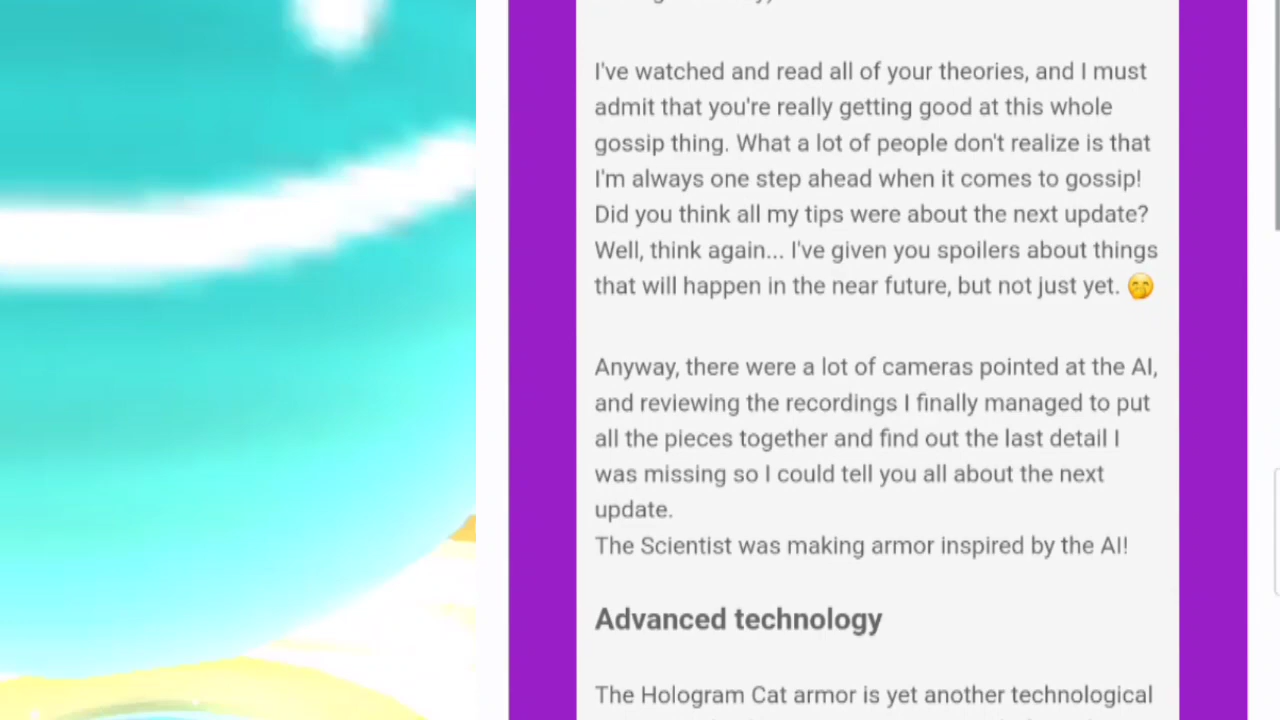 I've watched and read all of your theories, and I must
admit that you're really getting good at this whole
gossip thing. What a lot of people don't realize is that
I'm always one step ahead when it comes to gossip!
Did you think all my tips were about the next update?
Well, think again... I've given you spoilers about things
that will happen in the near future, but not just yet. 🤭
Anyway, there were a lot of cameras pointed at the AI,
and reviewing the recordings I finally managed to put
all the pieces together and find out the last detail I
was missing so I could tell you all about the next
update.
The Scientist was making armor inspired by the AI!
Advanced technology
The Hologram Cat armor is yet another technological